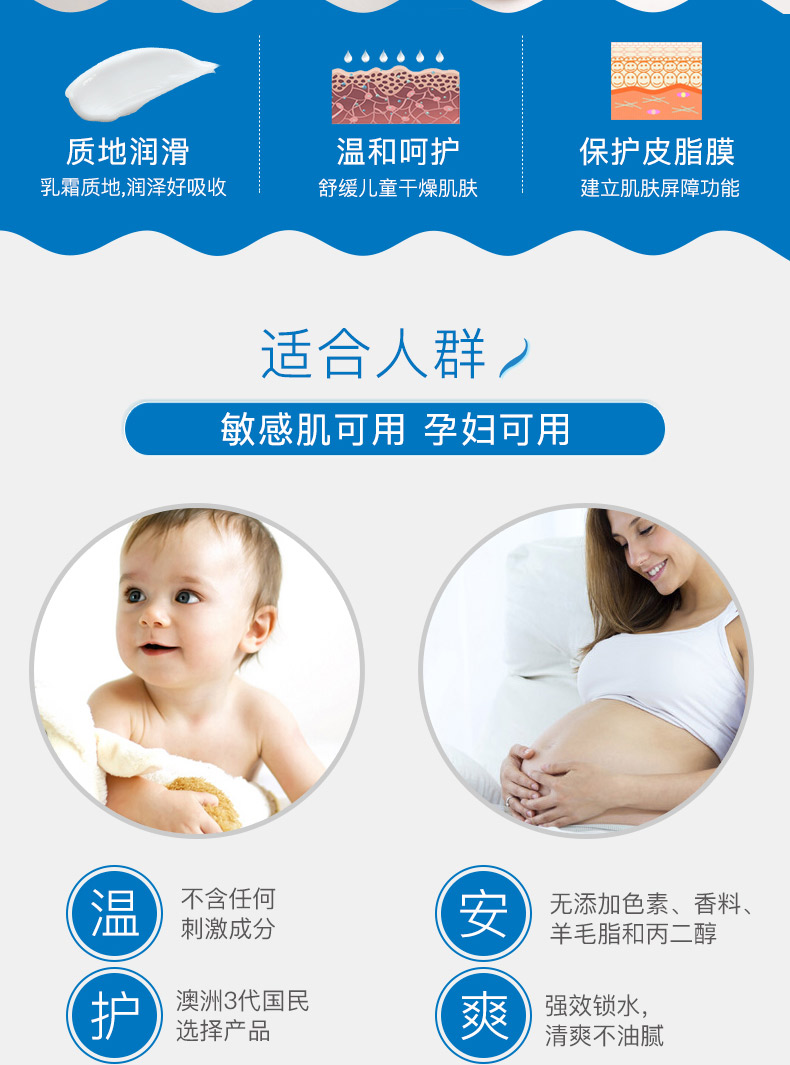 质地润滑
乳霜质地,润泽好吸收
温和呵护
舒缓儿童干燥肌肤
保护皮脂膜
建立肌肤屏障功能
适合人群
敏感肌可用 孕妇可用
温
不含任何
刺激成分
安
无添加色素、香料、
羊毛脂和丙二醇
护
澳洲3代国民
选择产品
爽
强效锁水,
清爽不油腻